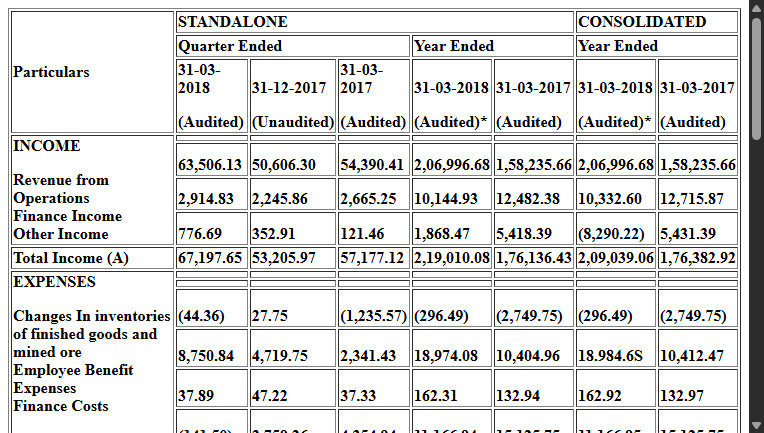 STANDALONE CONSOLIDATED
Quarter Ended Year Ended Year Ended
Particulars
31-03-2018 (Audited) 31-12-2017 (Unaudited) 31-03-2017 (Audited) 31-03-2018 (Audited)* 31-03-2017 (Audited) 31-03-2018 (Audited)* 31-03-2017 (Audited)
INCOME
Revenue from
Operations
Finance Income
Other Income
63,506.13 50,606.30 54,390.41 2,06,996.68 1,58,235.66 2,06,996.68 1,58,235.66
2,914.83 2,245.86 2,665.25 10,144.93 12,482.38 10,332.60 12,715.87
776.69 352.91 121.46 1,868.47 5,418.39 (8,290.22) 5,431.39
Total Income (A) 67,197.65 53,205.97 57,177.12 2,19,010.08 1,76,136.43 2,09,039.06 1,76,382.92
EXPENSES
Changes In inventories
of finished goods and
mined ore
Employee Benefit
Expenses
Finance Costs
(44.36) 27.75 (1,235.57) (296.49) (2,749.75) (296.49) (2,749.75)
8,750.84 4,719.75 2,341.43 18,974.08 10,404.96 18.984.6S 10,412.47
37.89 47.22 37.33 162.31 132.94 162.92 132.97